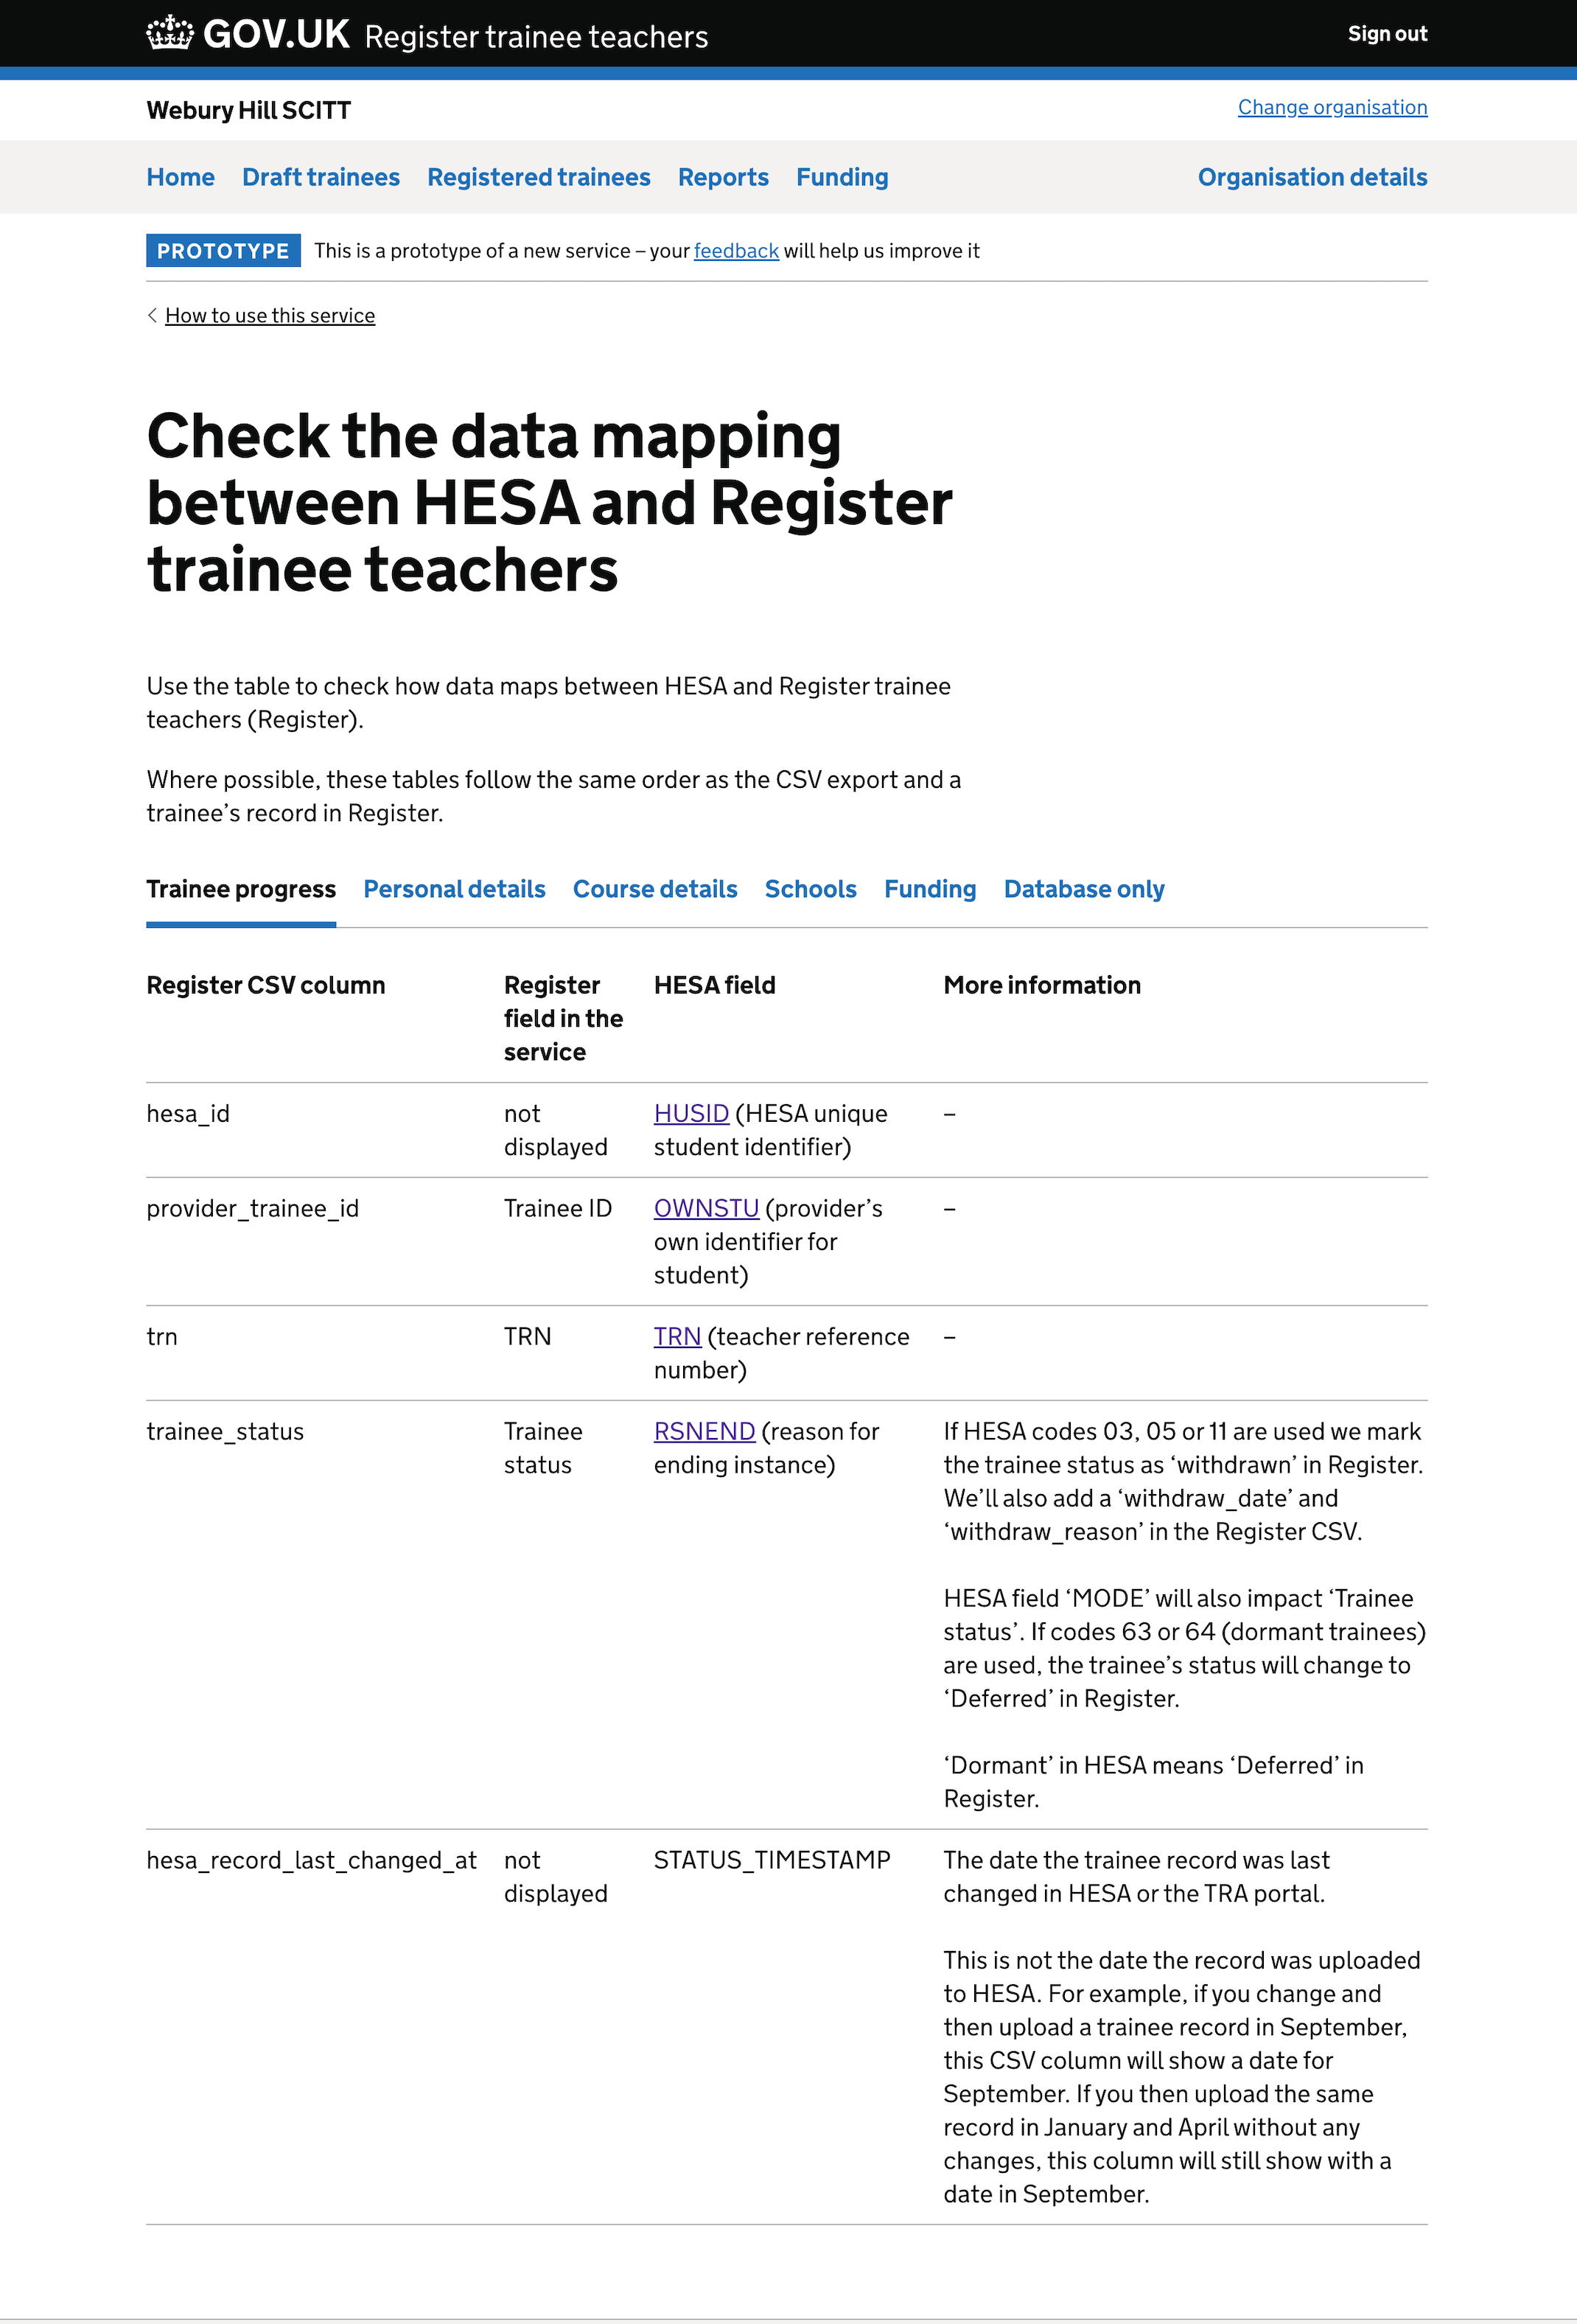 GOV.UK Register trainee teachers
Sign out
Webury Hill SCITT
Change organisation
Home Draft trainees Registered trainees Reports Funding
Organisation details
PROTOTYPE This is a prototype of a new service – your feedback will help us improve it
How to use this service
Check the data mapping
between HESA and Register
trainee teachers
Use the table to check how data maps between HESA and Register trainee
teachers (Register).
Where possible, these tables follow the same order as the CSV export and a
trainee’s record in Register.
Trainee progress Personal details Course details Schools Funding Database only
Register CSV column
Register
field in the
service
HESA field
More information
hesa_id
not
displayed
HUSID (HESA unique
student identifier)
–
provider_trainee_id
Trainee ID
OWNSTU (provider’s
own identifier for
student)
–
trn
TRN
TRN (teacher reference
number)
–
trainee_status
Trainee
status
RSNEND (reason for
ending instance)
If HESA codes 03, 05 or 11 are used we mark
the trainee status as ‘withdrawn’ in Register.
We’ll also add a ‘withdraw_date’ and
‘withdraw_reason’ in the Register CSV.
HESA field ‘MODE’ will also impact ‘Trainee
status’. If codes 63 or 64 (dormant trainees)
are used, the trainee’s status will change to
‘Deferred’ in Register.
‘Dormant’ in HESA means ‘Deferred’ in
Register.
hesa_record_last_changed_at
not
displayed
STATUS_TIMESTAMP
The date the trainee record was last
changed in HESA or the TRA portal.
This is not the date the record was uploaded
to HESA. For example, if you change and
then upload a trainee record in September,
this CSV column will show a date for
September. If you then upload the same
record in January and April without any
changes, this column will still show with a
date in September.